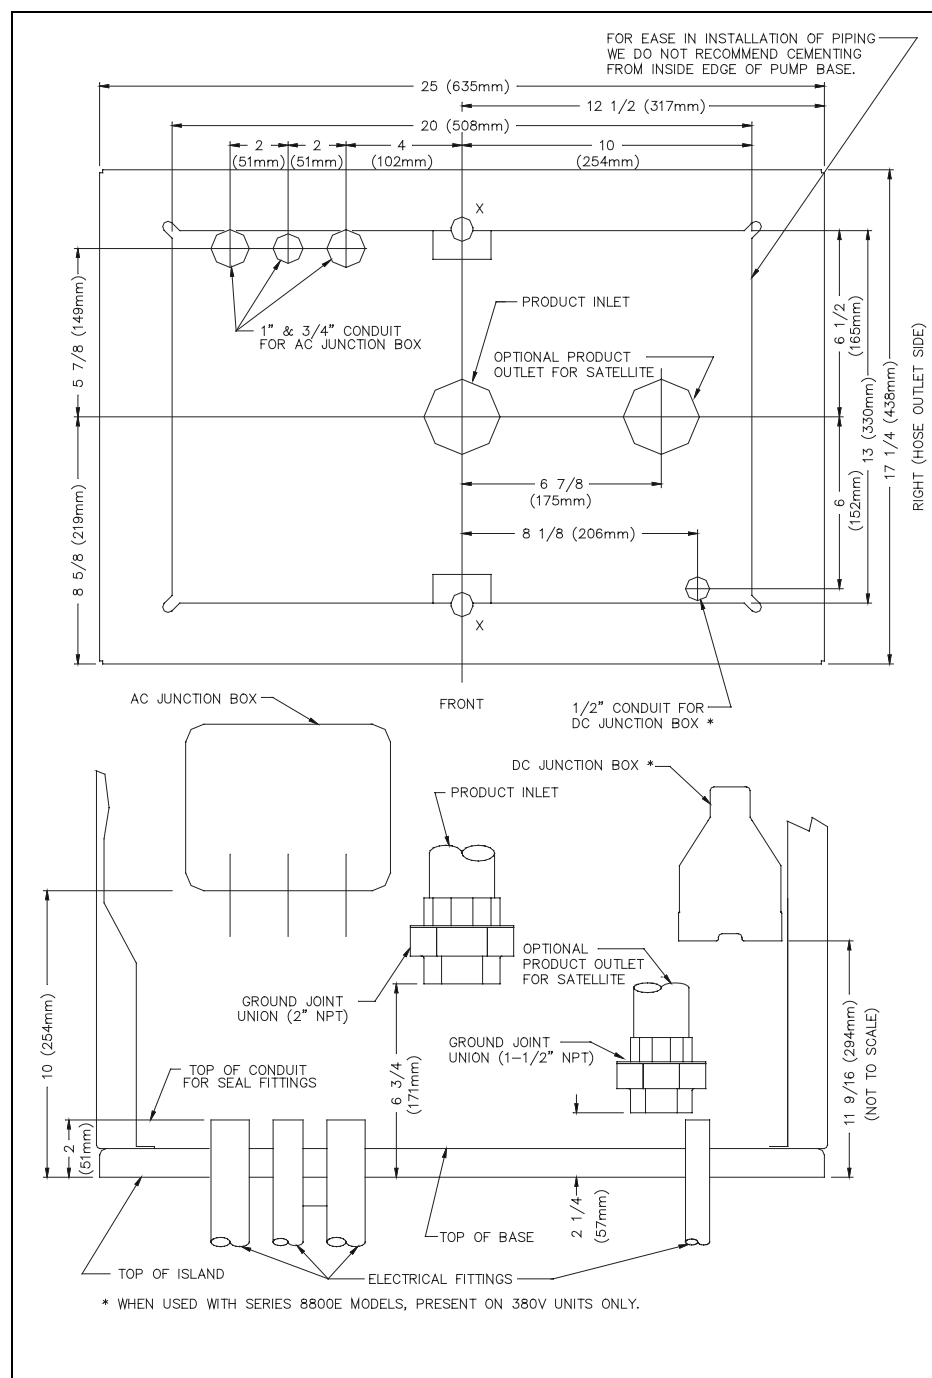 FOR EASE IN INSTALLATION OF PIPING
WE DO NOT RECOMMEND CEMENTING
FROM INSIDE EDGE OF PUMP BASE.
25 (635mm)
12 1/2 (317mm)
20 (508mm)
2
(51mm)
2
(51mm)
4
(102mm)
10
(254mm)
X
PRODUCT INLET
1” & 3/4” CONDUIT
FOR AC JUNCTION BOX
OPTIONAL PRODUCT
OUTLET FOR SATELLITE
5 7/8 (149mm)
8 5/8 (219mm)
6 1/2
(165mm)
6
(152mm)
13 (330mm)
17 1/4 (438mm)
RIGHT (HOSE OUTLET SIDE)
6 7/8
(175mm)
8 1/8 (206mm)
X
FRONT
1/2” CONDUIT FOR
DC JUNCTION BOX *
AC JUNCTION BOX
DC JUNCTION BOX *
PRODUCT INLET
OPTIONAL
PRODUCT OUTLET
FOR SATELLITE
GROUND JOINT
UNION (2” NPT)
GROUND JOINT
UNION (1-1/2” NPT)
10 (254mm)
TOP OF CONDUIT
FOR SEAL FITTINGS
2
(51mm)
6 3/4
(171mm)
11 9/16 (294mm)
(NOT TO SCALE)
2 1/4
(57mm)
TOP OF BASE
TOP OF ISLAND
ELECTRICAL FITTINGS
* WHEN USED WITH SERIES 8800E MODELS, PRESENT ON 380V UNITS ONLY.